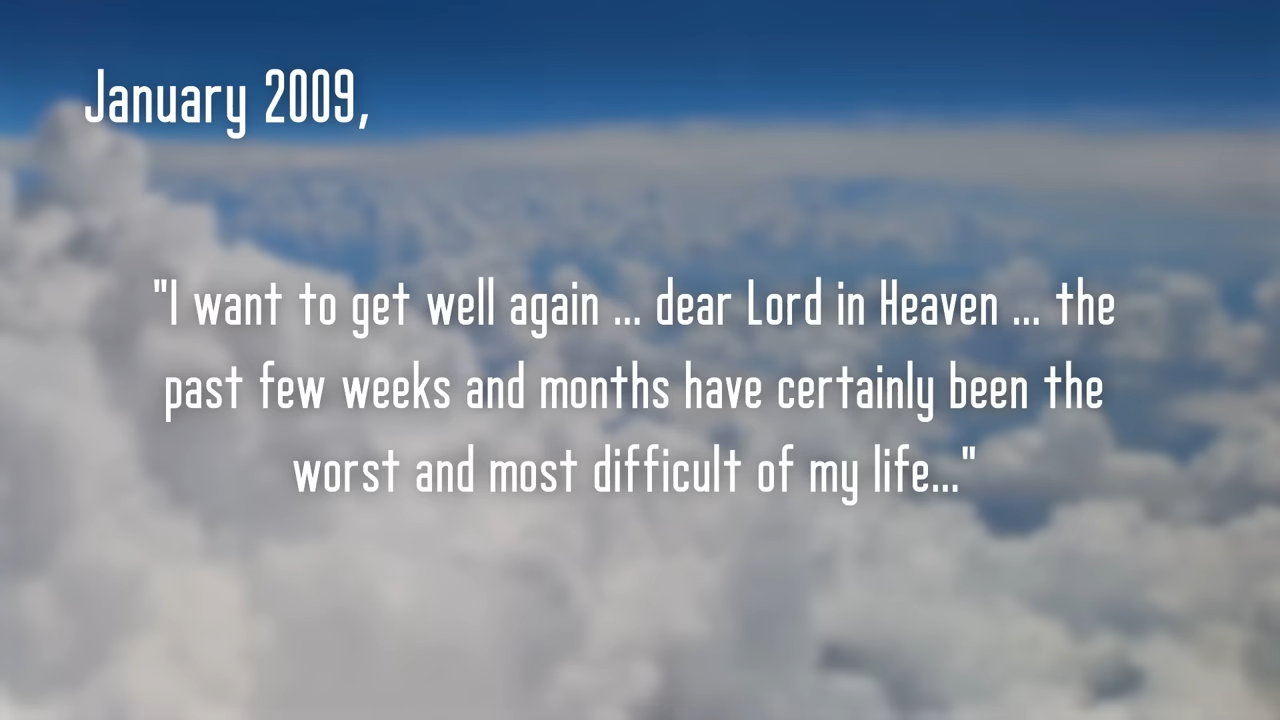 January 2009,
"I want to get well again ... dear Lord in Heaven ... the
past few weeks and months have certainly been the
worst and most difficult of my life..."